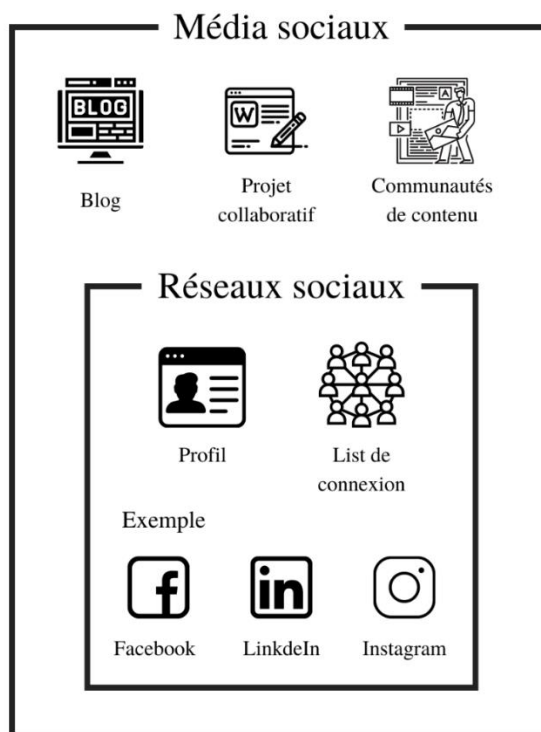 Média sociaux
BLOG
W
A
Blog
Projet
collaboratif
Communautés
de contenu
Réseaux sociaux
Profil
List de
connexion
Exemple
f
in
Facebook
LinkdeIn
Instagram